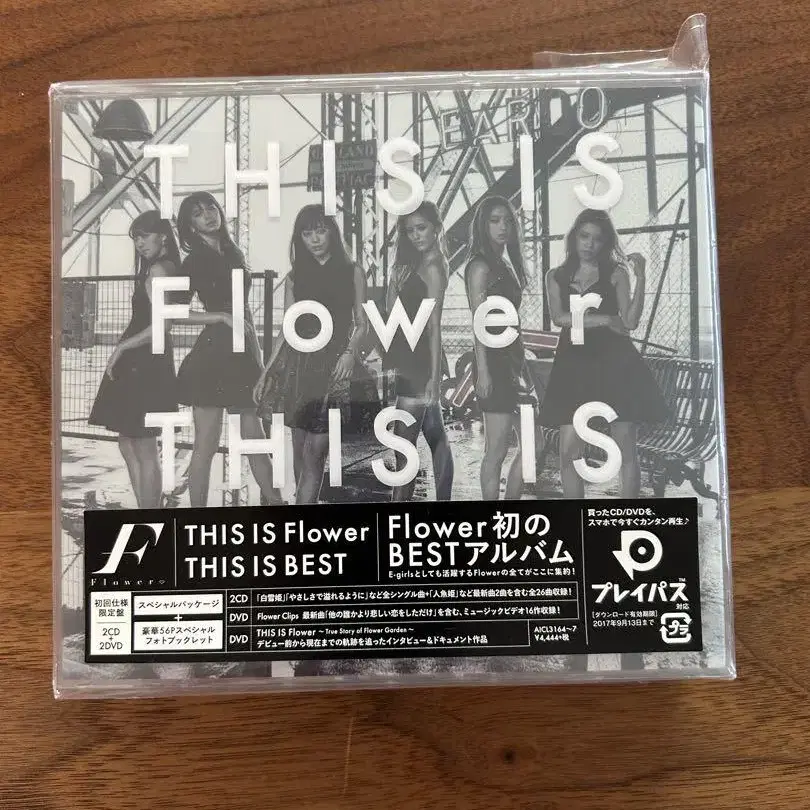 THIS IS
Flower
THIS IS
F
Flower♡
THIS IS Flower
THIS IS BEST
Flower初の
BESTアルバム
E-girlsとしても活躍するFlowerの全てがここに集約!
初回仕様
限定盤
2CD
+
2DVD
スペシャルパッケージ
+
豪華56Pスペシャル
フォトブックレット
2CD 「白雪姫」「やさしさで溢れるように」など全シングル曲+「人魚姫」など最新曲2曲を含む全26曲収録!
DVD Flower Clips 最新曲「他の誰かより悲しい恋をしただけ」を含む、ミュージックビデオ16作収録!
DVD THIS IS Flower ～True Story of Flower Garden～
デビュー前から現在までの軌跡を追ったインタビュー&ドキュメント作品
AICL3164~7
¥4,444+税
買ったCD/DVDを、
スマホで今すぐカンタン再生♪
プレイパス™
対応
[ダウンロード有効期限]
2017年9月13日まで
プラ